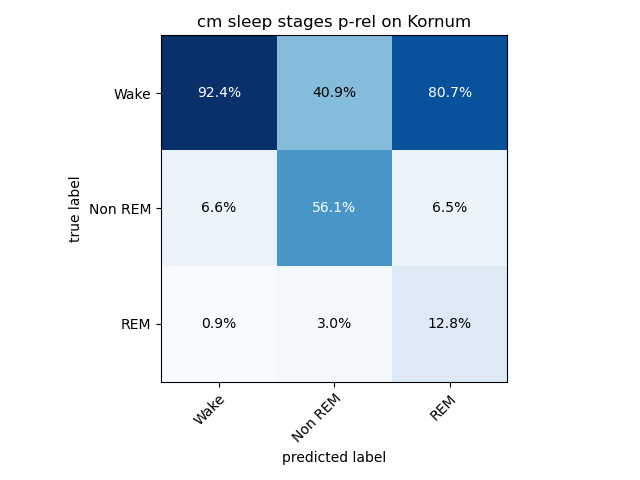 cm sleep stages p-rel on Kornum
Wake 92.4% 40.9% 80.7%
Non REM 6.6% 56.1% 6.5%
REM 0.9% 3.0% 12.8%
Wake Non REM REM
predicted label
true label